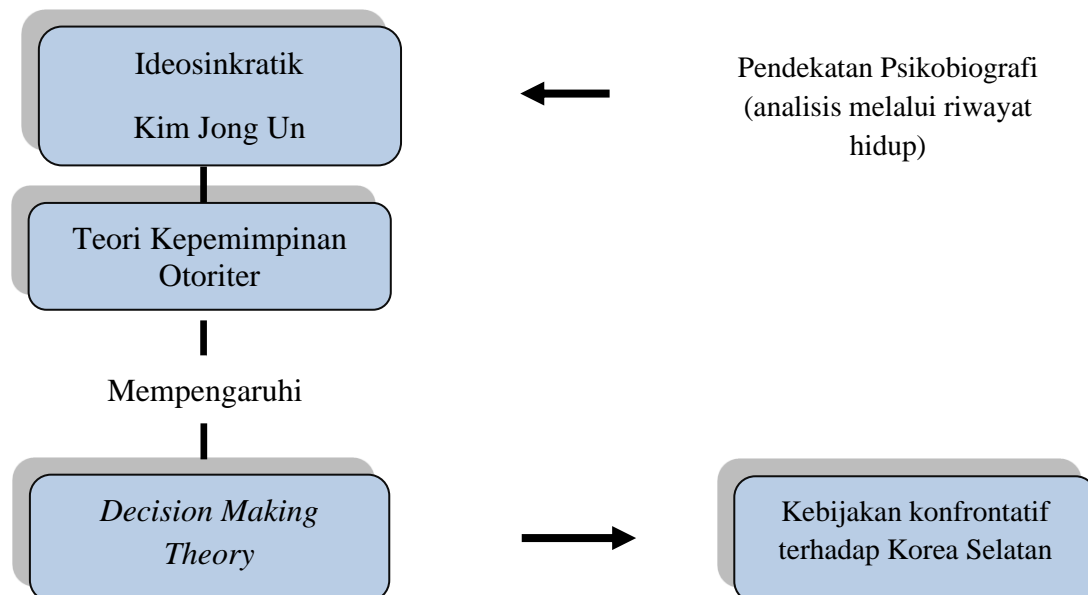 Ideosinkratik
Kim Jong Un
Pendekatan Psikobiografi
(analisis melalui riwayat
hidup)
Teori Kepemimpinan
Otoriter
Mempengaruhi
Decision Making
Theory
Kebijakan konfrontatif
terhadap Korea Selatan